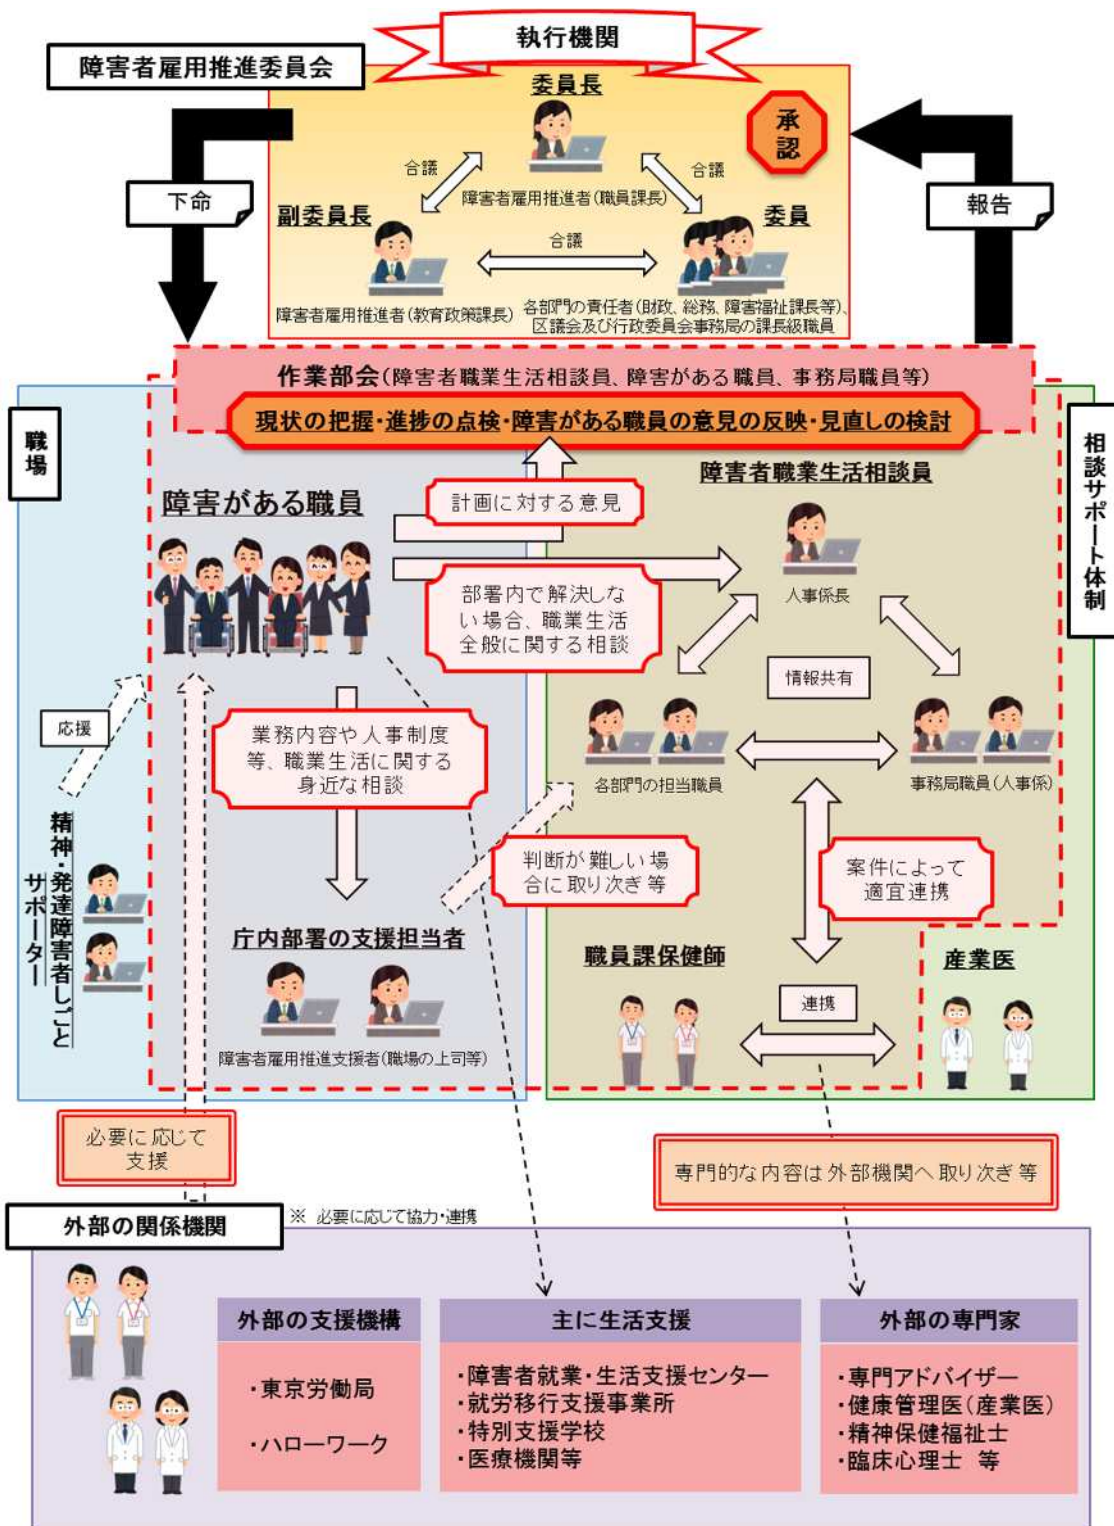 執行機関
障害者雇用推進委員会
委員長
承認
合議
合議
障害者雇用推進者(職員課長)
下命
報告
副委員長
委員
合議
障害者雇用推進者(教育政策課長)
各部門の責任者(財政、総務、障害福祉課長等)、
区議会及び行政委員会事務局の課長級職員
作業部会(障害者職業生活相談員、障害がある職員、事務局職員等)
現状の把握・進捗の点検・障害がある職員の意見の反映・見直しの検討
職場
相談サポート体制
障害がある職員
計画に対する意見
障害者職業生活相談員
人事係長
部署内で解決しな
い場合、職業生活
全般に関する相談
情報共有
応援
業務内容や人事制度
等、職業生活に関する
身近な相談
各部門の担当職員
事務局職員(人事係)
精神・発達障害者しごと
サポーター
判断が難しい場
合に取り次ぎ等
案件によって
適宜連携
庁内部署の支援担当者
障害者雇用推進支援者(職場の上司等)
職員課保健師
産業医
連携
必要に応じて
支援
専門的な内容は外部機関へ取り次ぎ等
外部の関係機関
※ 必要に応じて協力・連携
外部の支援機構
・東京労働局
・ハローワーク
主に生活支援
・障害者就業・生活支援センター
・就労移行支援事業所
・特別支援学校
・医療機関等
外部の専門家
・専門アドバイザー
・健康管理医(産業医)
・精神保健福祉士
・臨床心理士 等